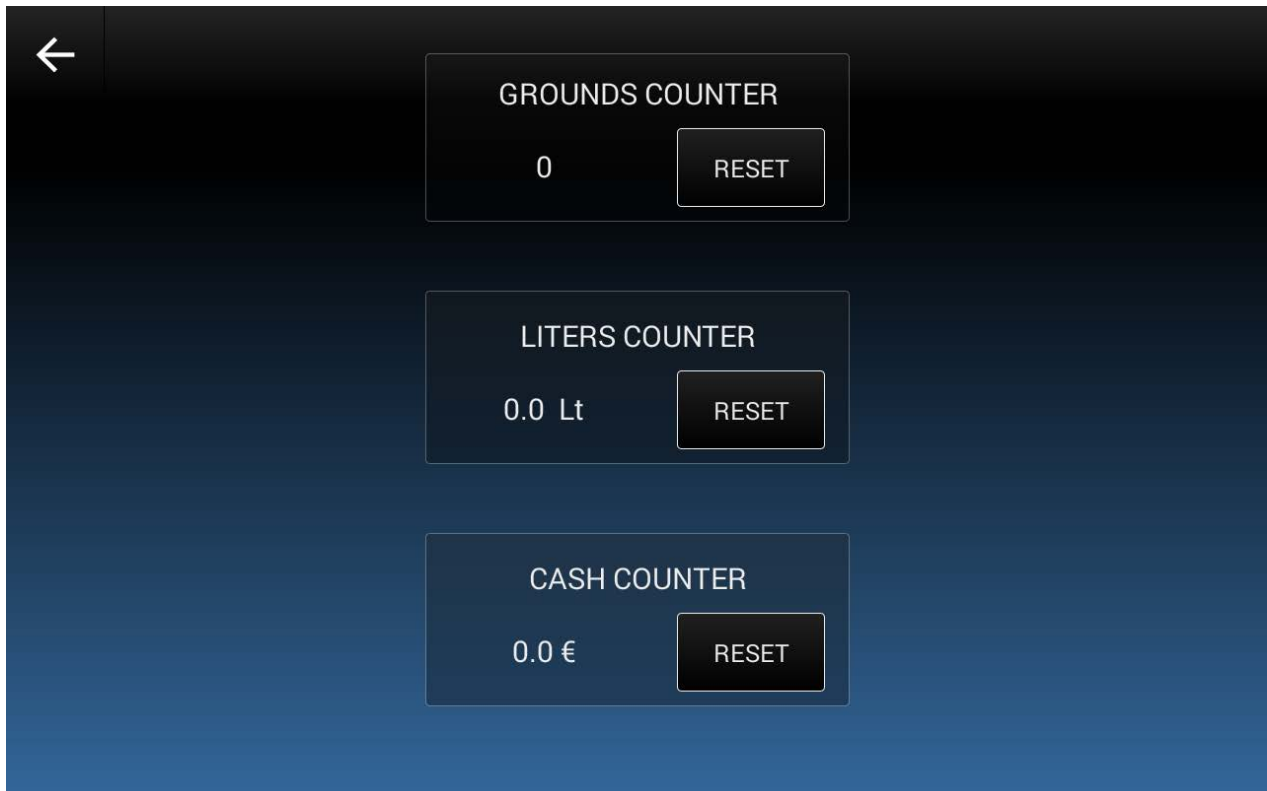 GROUNDS COUNTER
0 RESET
LITERS COUNTER
0.0 Lt RESET
CASH COUNTER
0.0 € RESET